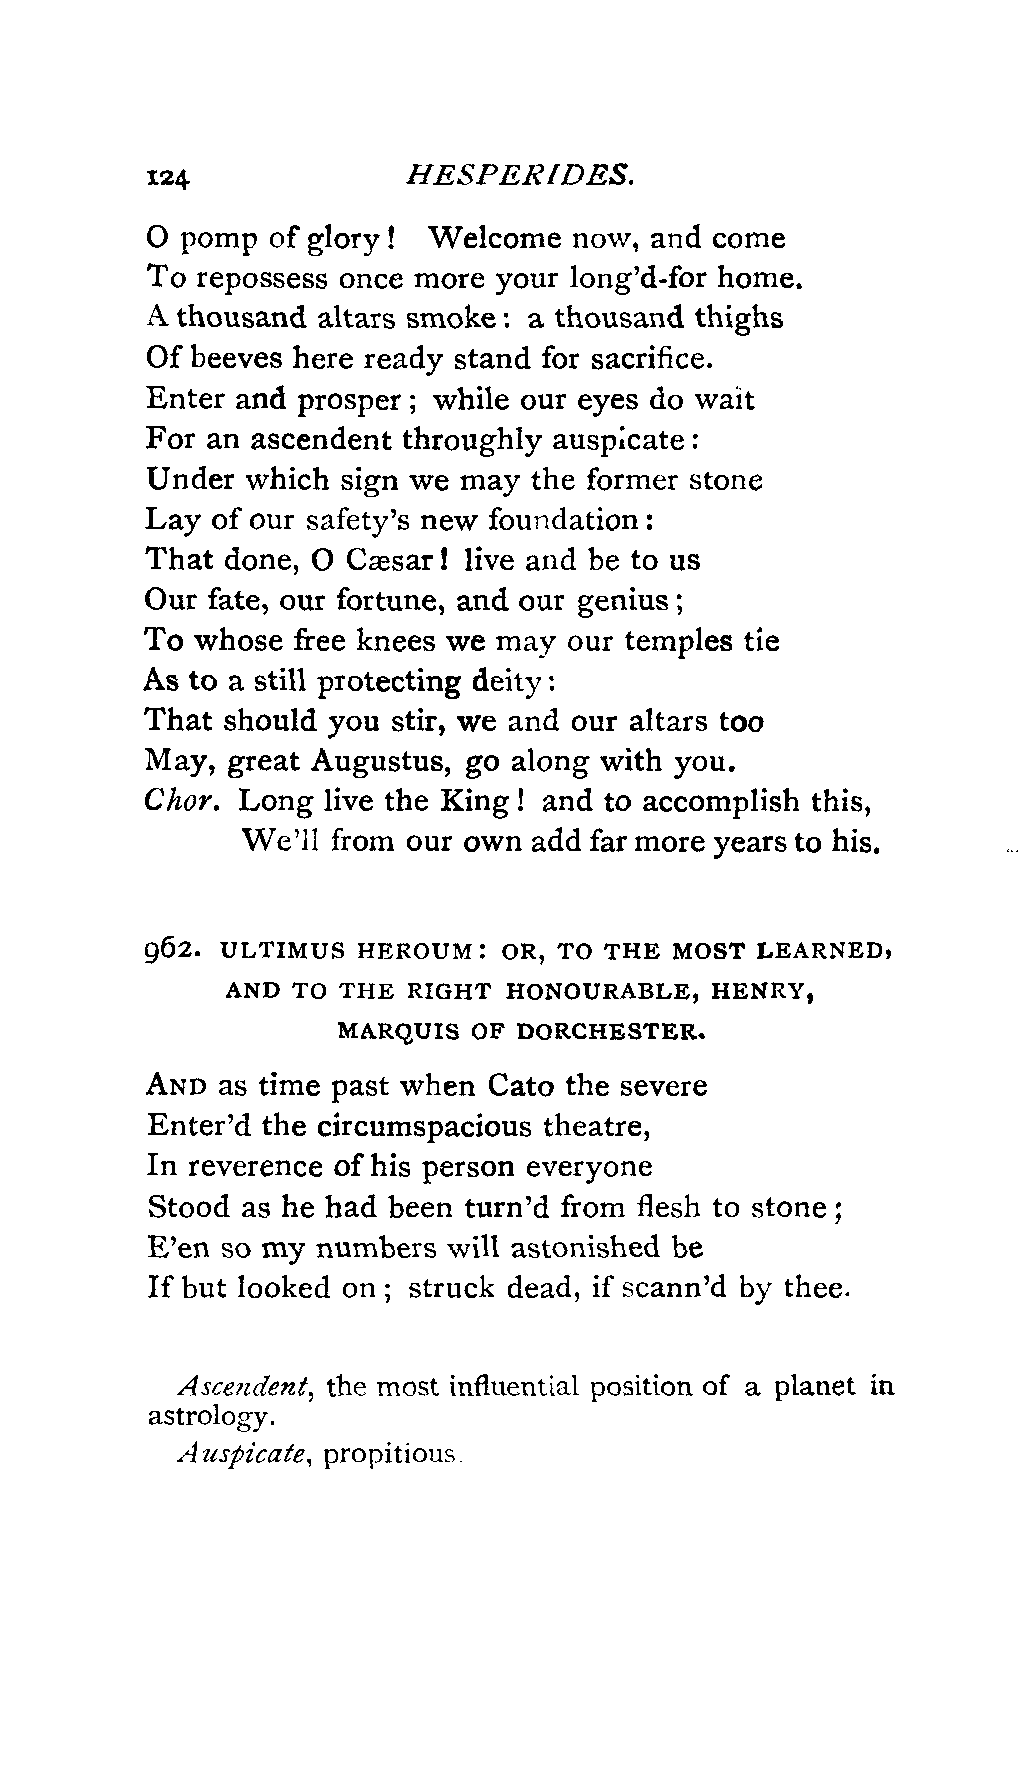 124 HESPERIDES.
O pomp of glory! Welcome now, and come
To repossess once more your long'd-for home.
A thousand altars smoke: a thousand thighs
Of beeves here ready stand for sacrifice.
Enter and prosper; while our eyes do wait
For an ascendent throughly auspicate:
Under which sign we may the former stone
Lay of our safety's new foundation:
That done, O Cæsar! live and be to us
Our fate, our fortune, and our genius;
To whose free knees we may our temples tie
As to a still protecting deity:
That should you stir, we and our altars too
May, great Augustus, go along with you.
Chor. Long live the King! and to accomplish this,
We'll from our own add far more years to his.
962. ULTIMUS HEROUM: OR, TO THE MOST LEARNED,
AND TO THE RIGHT HONOURABLE, HENRY,
MARQUIS OF DORCHESTER.
AND as time past when Cato the severe
Enter'd the circumspacious theatre,
In reverence of his person everyone
Stood as he had been turn'd from flesh to stone;
E'en so my numbers will astonished be
If but looked on; struck dead, if scann'd by thee.
Ascendent, the most influential position of a planet in
astrology.
Auspicate, propitious.